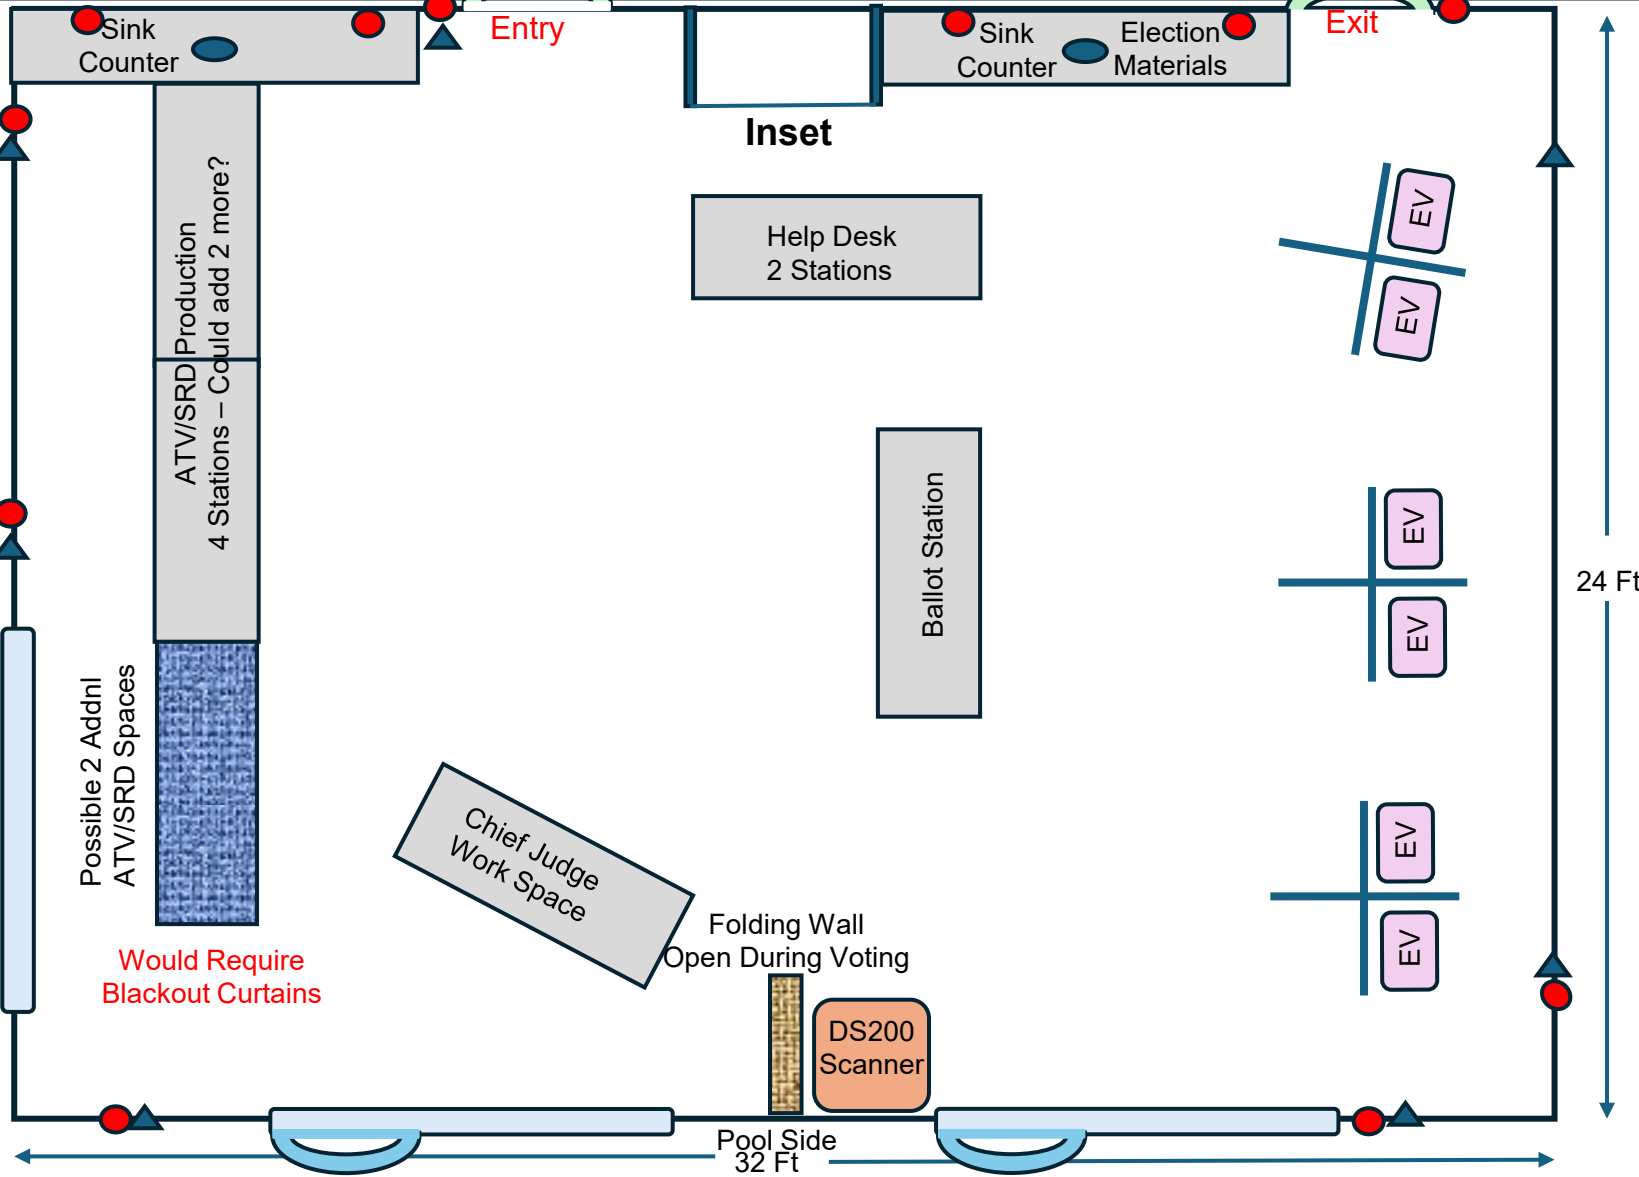 Sink
Counter
Entry
Sink
Counter
Election
Materials
Exit
Inset
ATV/SRD Production
4 Stations – Could add 2 more?
Help Desk
2 Stations
EV
EV
Ballot Station
EV
EV
24 Ft
Possible 2 Addnl
ATV/SRD Spaces
Chief Judge
Work Space
EV
EV
Would Require
Blackout Curtains
Folding Wall
Open During Voting
DS200
Scanner
Pool Side
32 Ft